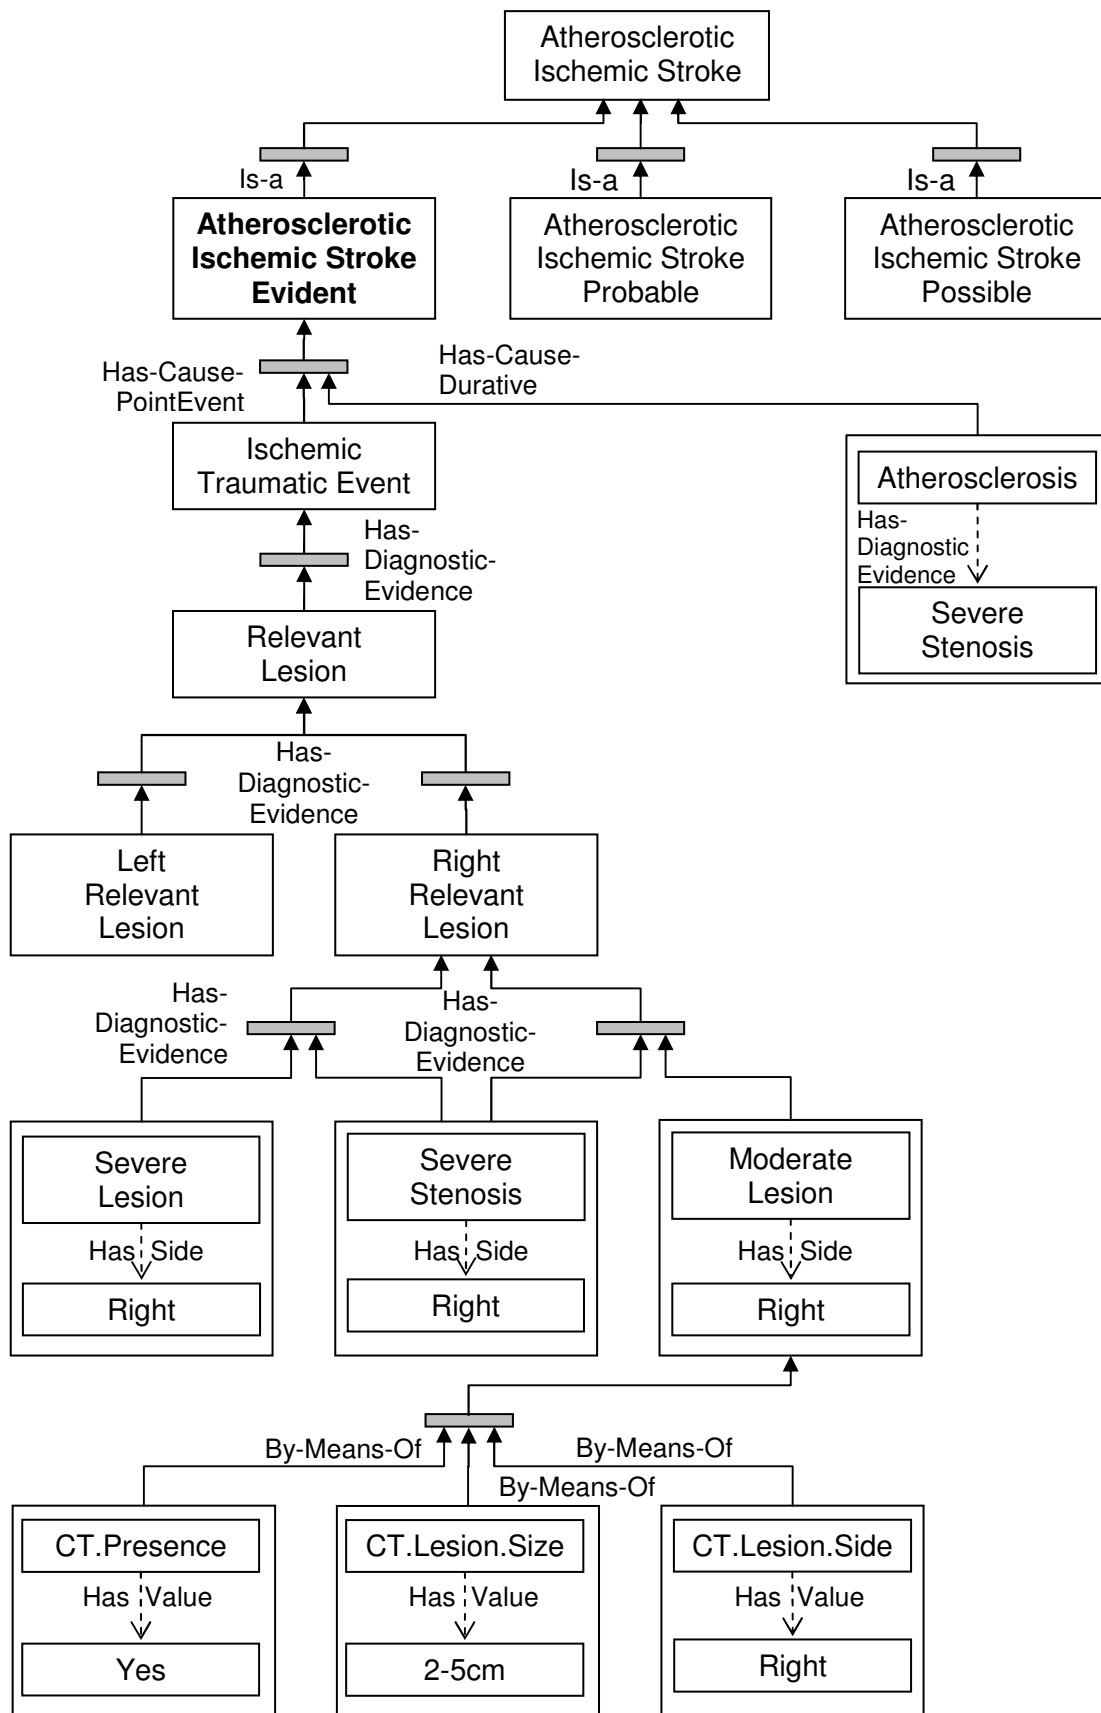 Atherosclerotic
Ischemic Stroke
Is-a
Is-a
Is-a
Atherosclerotic
Ischemic Stroke
Evident
Atherosclerotic
Ischemic Stroke
Probable
Atherosclerotic
Ischemic Stroke
Possible
Has-Cause-
PointEvent
Has-Cause-
Durative
Ischemic
Traumatic Event
Atherosclerosis
Has-
Diagnostic
Evidence
Severe
Stenosis
Has-
Diagnostic-
Evidence
Relevant
Lesion
Has-
Diagnostic-
Evidence
Left
Relevant
Lesion
Right
Relevant
Lesion
Has-
Diagnostic-
Evidence
Has-
Diagnostic-
Evidence
Severe
Lesion
Has Side
Right
Severe
Stenosis
Has Side
Right
Moderate
Lesion
Has Side
Right
By-Means-Of
By-Means-Of
By-Means-Of
CT.Presence
Has Value
Yes
CT.Lesion.Size
Has Value
2-5cm
CT.Lesion.Side
Has Value
Right